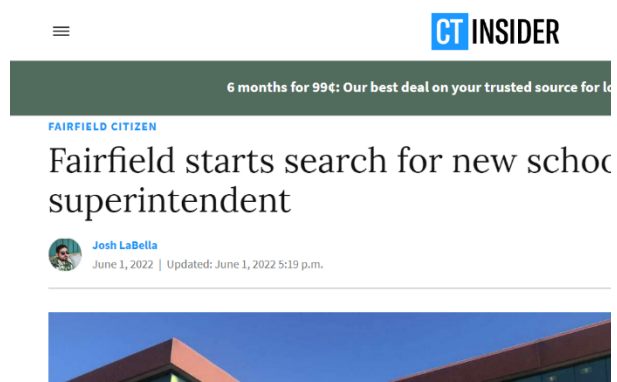 CT INSIDER
6 months for 99¢: Our best deal on your trusted source for
FAIRFIELD CITIZEN
Fairfield starts search for new
superintendent
Josh LaBella
June 1, 2022 | Updated: June 1, 2022 5:19 p.m.